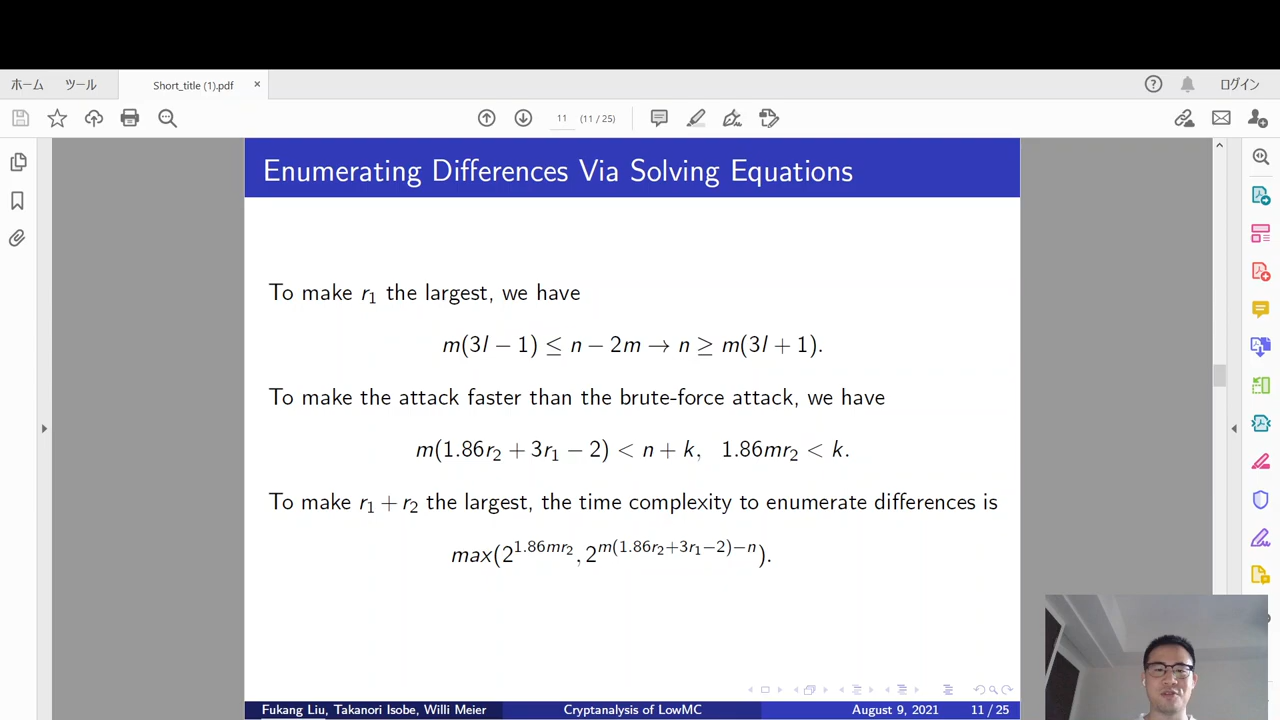 ホーム ツール Short_title (1).pdf × ログイン
11 (11 / 25)
Enumerating Differences Via Solving Equations
To make r₁ the largest, we have
m(3l − 1) ≤ n − 2m → n ≥ m(3l + 1).
To make the attack faster than the brute-force attack, we have
m(1.86r₂ + 3r₁ − 2) < n + k, 1.86mr₂ < k.
To make r₁ + r₂ the largest, the time complexity to enumerate differences is
max(2^{1.86mr₂}, 2^{m(1.86r₂+3r₁−2)−n}).
Fukang Liu, Takanori Isobe, Willi Meier Cryptanalysis of LowMC August 9, 2021 11 / 25